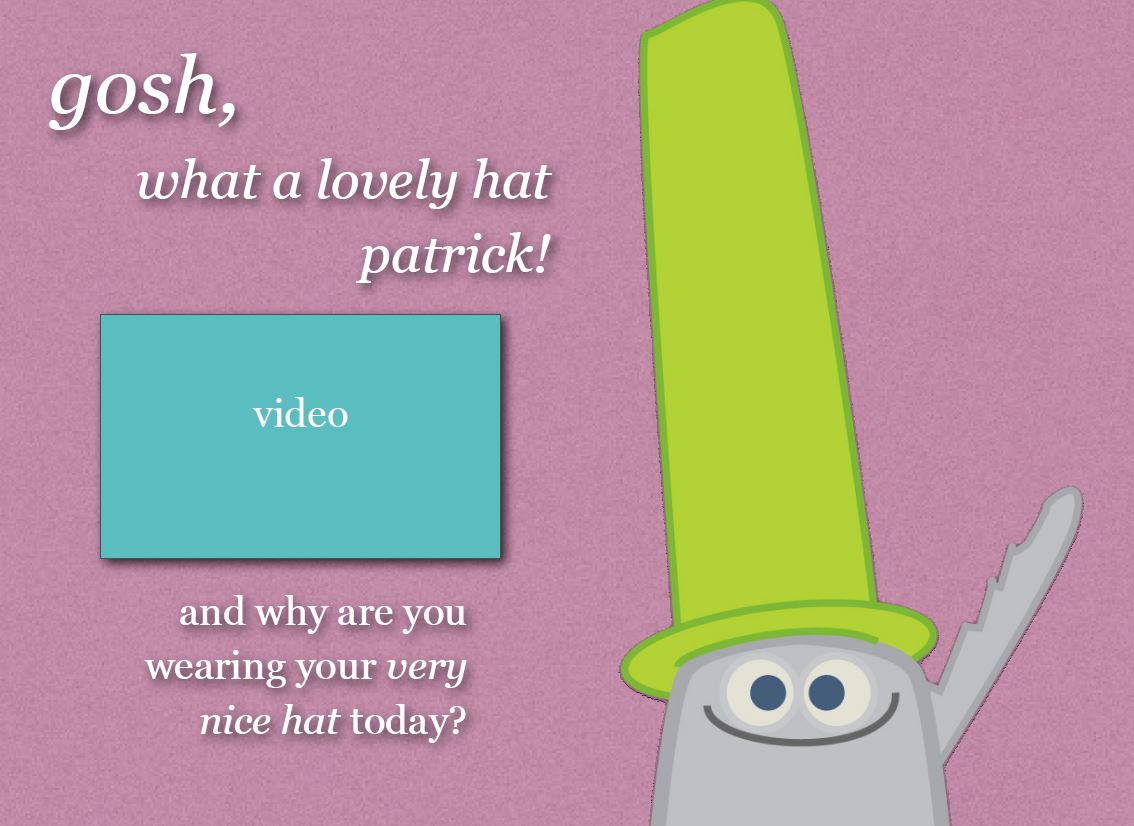 gosh,
what a lovely hat
patrick!
video
and why are you
wearing your very
nice hat today?